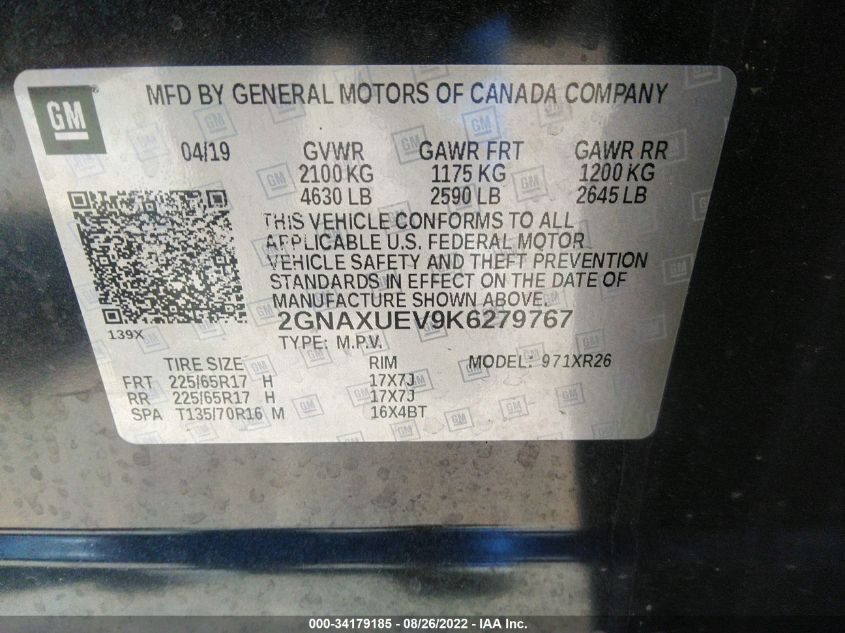 GM
MFD BY GENERAL MOTORS OF CANADA COMPANY
04/19 GVWR GAWR FRT GAWR RR
2100 KG 1175 KG 1200 KG
4630 LB 2590 LB 2645 LB
THIS VEHICLE CONFORMS TO ALL
APPLICABLE U.S. FEDERAL MOTOR
VEHICLE SAFETY AND THEFT PREVENTION
STANDARDS IN EFFECT ON THE DATE OF
MANUFACTURE SHOWN ABOVE.
139X
2GNAXUEV9K6279767
TYPE: M.P.V.
TIRE SIZE RIM MODEL: 971XR26
FRT 225/65R17 H 17X7J
RR 225/65R17 H 17X7J
SPA T135/70R16 M 16X4BT
000-34179185 - 08/26/2022 - IAA Inc.